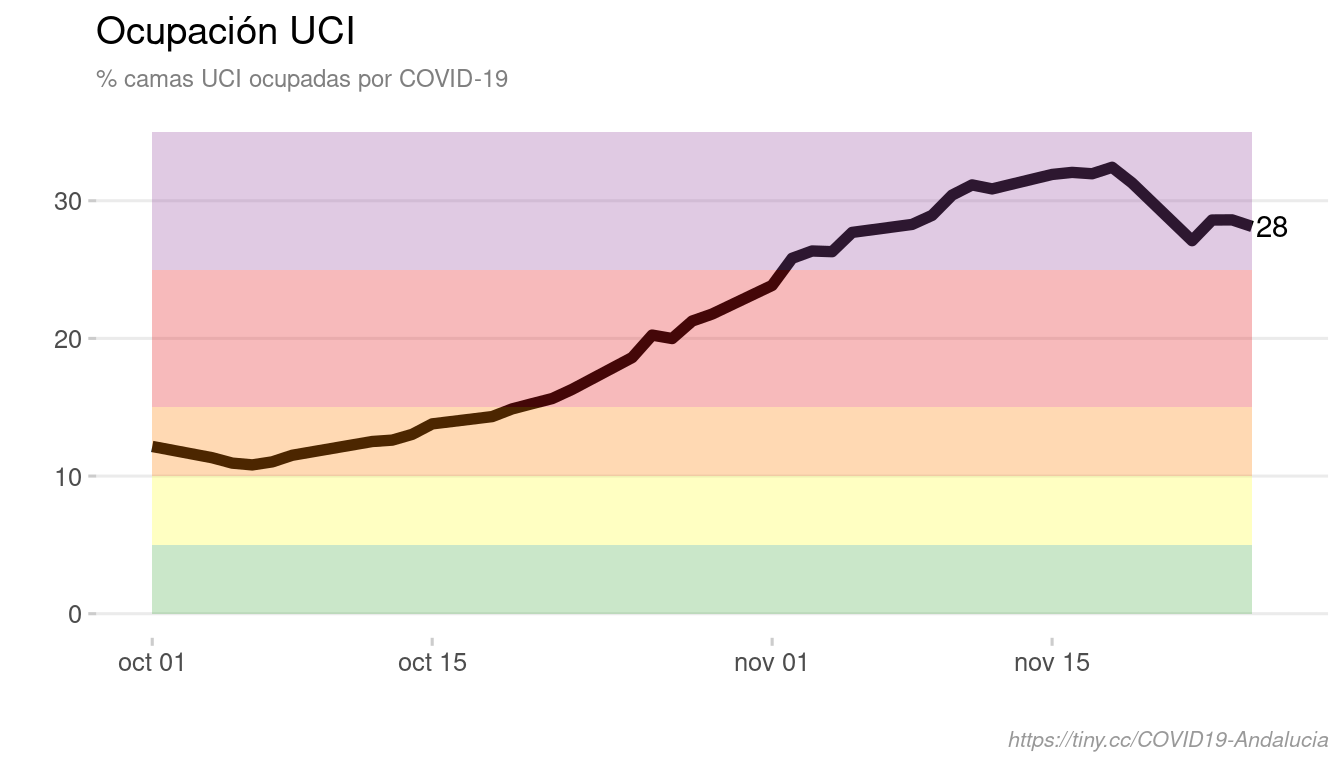 Ocupación UCI
% camas UCI ocupadas por COVID-19
30
28
20
10
0
oct 01 oct 15 nov 01 nov 15
https://tiny.cc/COVID19-Andalucia